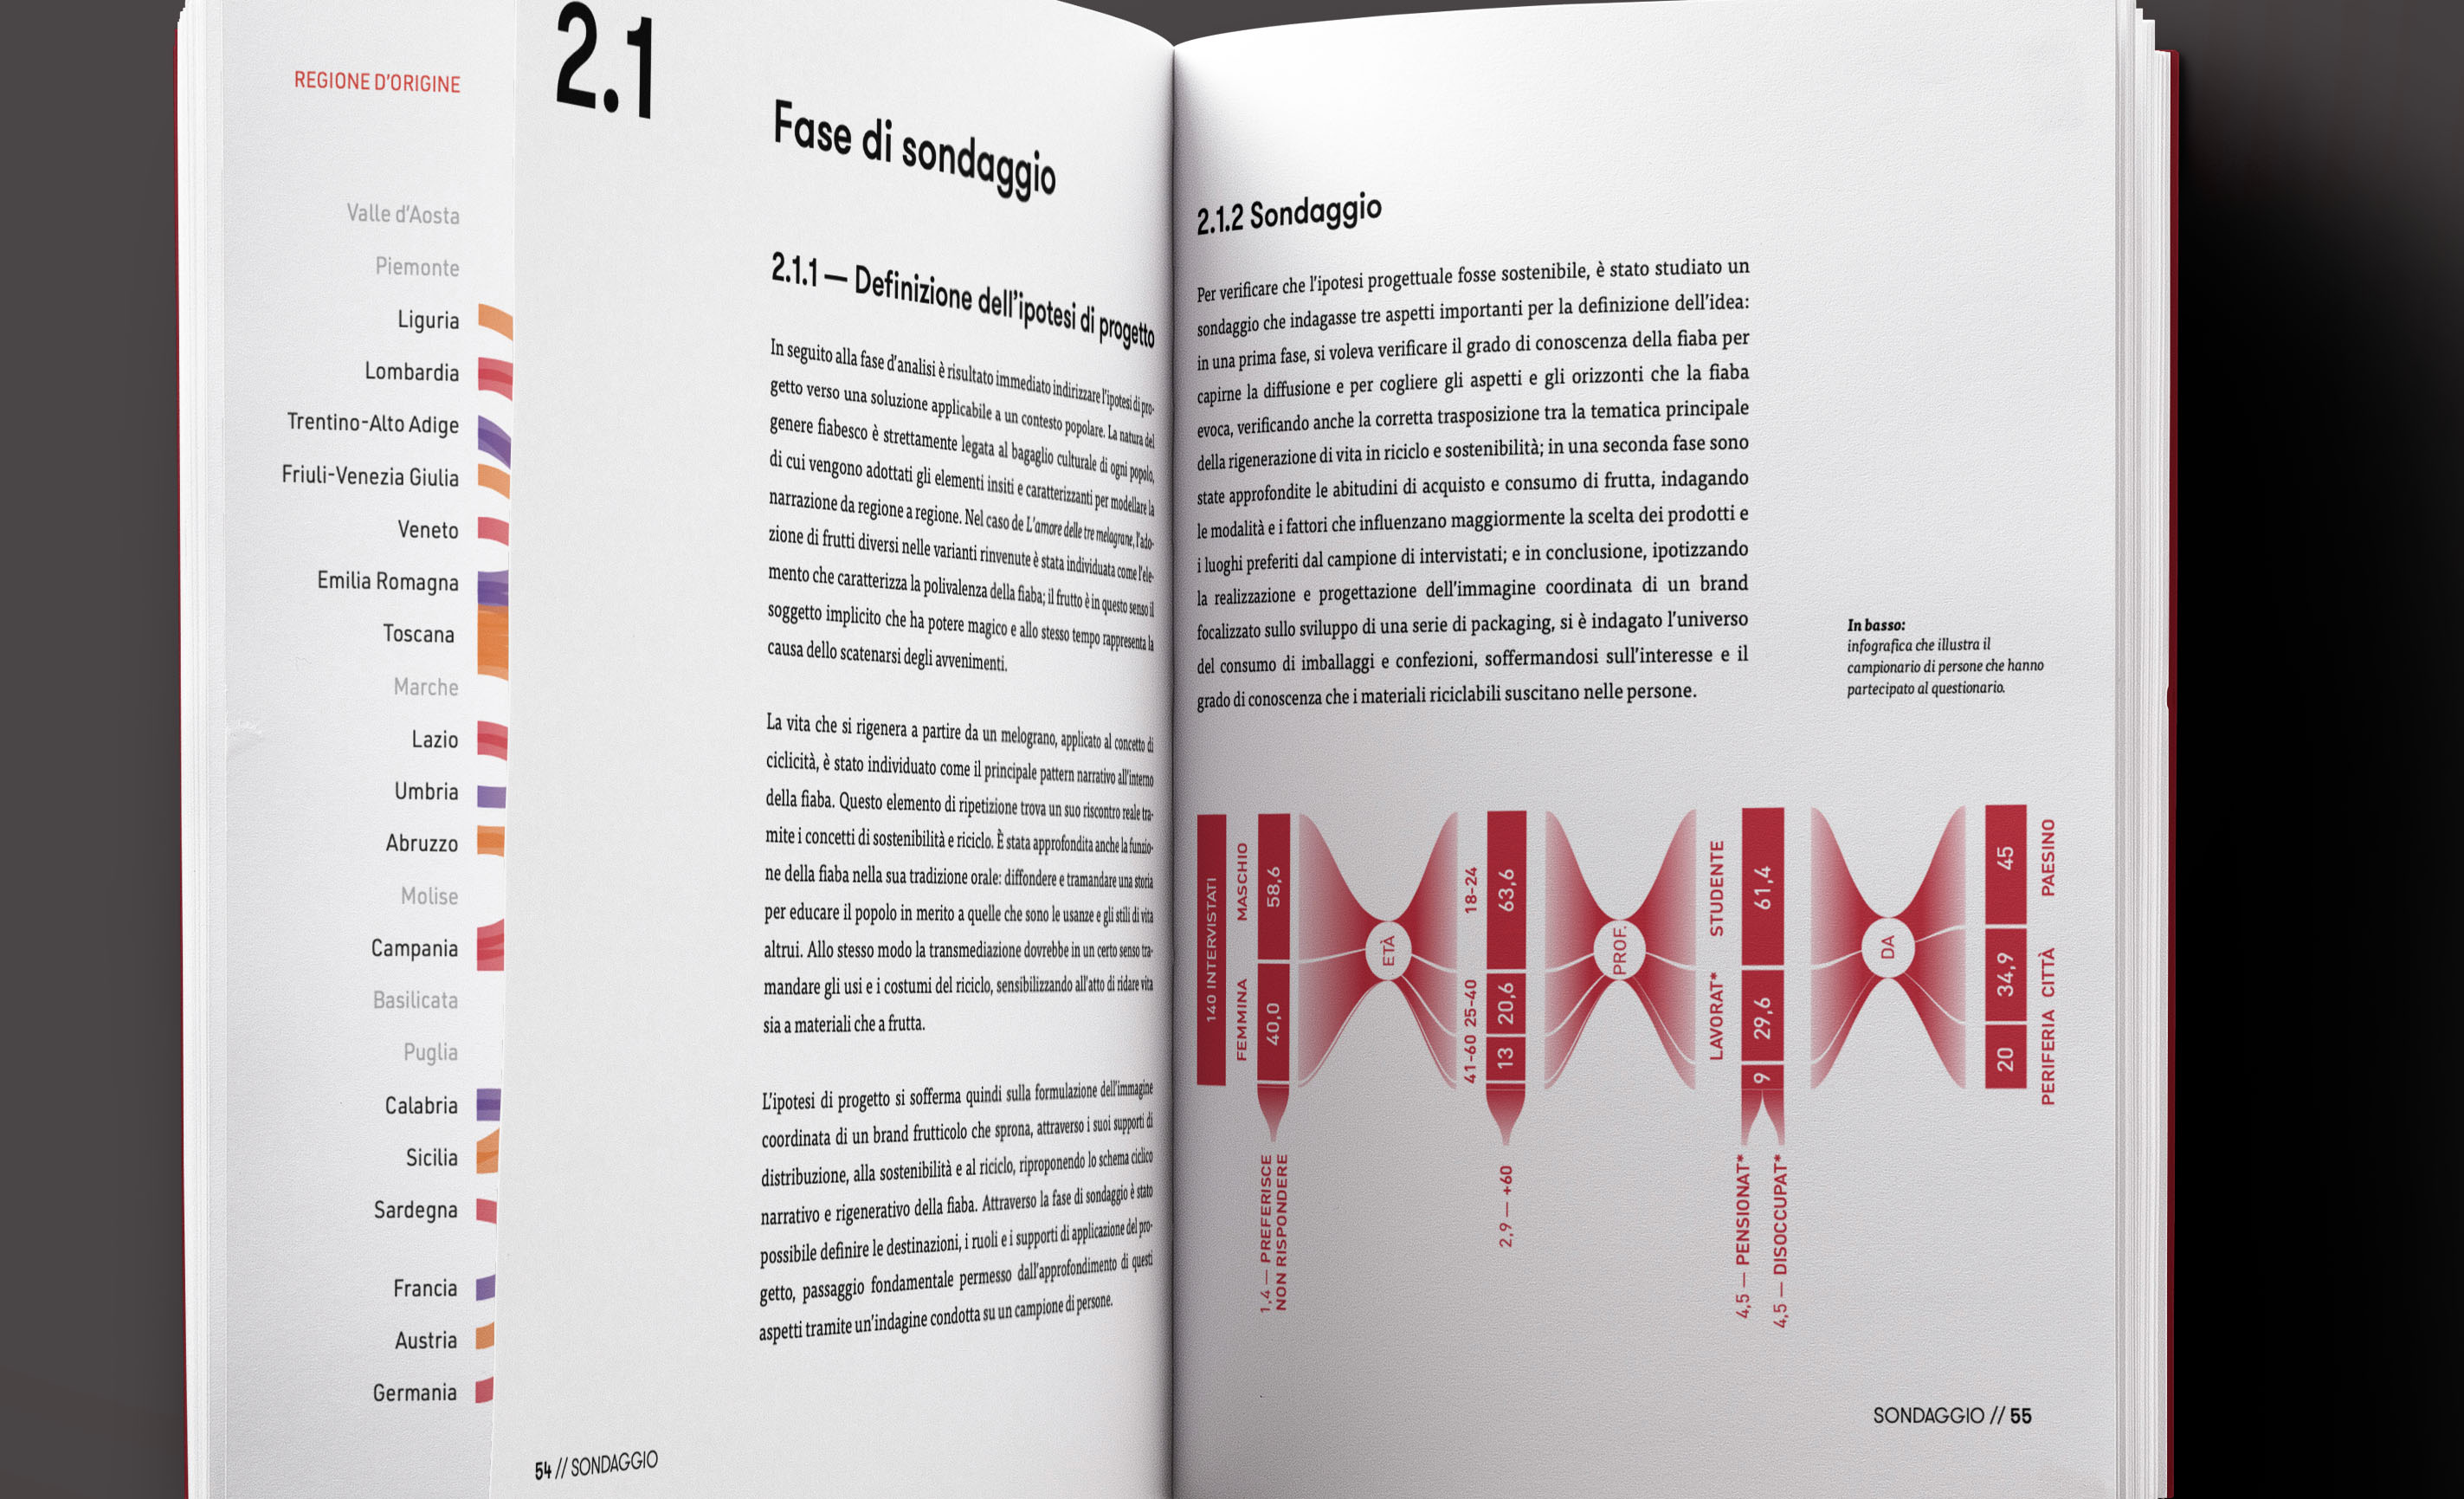 REGIONE D'ORIGINE
Valle d'Aosta
Piemonte
Liguria
Lombardia
Trentino-Alto Adige
Friuli-Venezia Giulia
Veneto
Emilia Romagna
Toscana
Marche
Lazio
Umbria
Abruzzo
Molise
Campania
Basilicata
Puglia
Calabria
Sicilia
Sardegna
Francia
Austria
Germania
2.1
Fase di sondaggio
2.1.1 — Definizione dell'ipotesi di progetto
In seguito alla fase d'analisi è risultato immediato indirizzare l'ipotesi di pro-
getto verso una soluzione applicabile a un contesto popolare. La natura del
genere fiabesco è strettamente legata al bagaglio culturale di ogni popolo,
di cui vengono adottati gli elementi insiti e caratterizzanti per modellare la
narrazione da regione a regione. Nel caso de L'amore delle tre melagrane, l'ado-
zione di frutti diversi nelle varianti rinvenute è stata individuata come l'ele-
mento che caratterizza la polivalenza della fiaba; il frutto è in questo senso il
soggetto implicito che ha potere magico e allo stesso tempo rappresenta la
causa dello scatenarsi degli avvenimenti.
La vita che si rigenera a partire da un melograno, applicato al concetto di
ciclicità, è stato individuato come il principale pattern narrativo all'interno
della fiaba. Questo elemento di ripetizione trova un suo riscontro reale tra-
mite i concetti di sostenibilità e riciclo. È stata approfondita anche la funzio-
ne della fiaba nella sua tradizione orale: diffondere e tramandare una storia
per educare il popolo in merito a quelle che sono le usanze e gli stili di vita
altrui. Allo stesso modo la transmediazione dovrebbe in un certo senso tra-
mandare gli usi e i costumi del riciclo, sensibilizzando all'atto di ridare vita
sia a materiali che a frutta.
L'ipotesi di progetto si sofferma quindi sulla formulazione dell'immagine
coordinata di un brand frutticolo che sprona, attraverso i suoi supporti di
distribuzione, alla sostenibilità e al riciclo, riproponendo lo schema ciclico
narrativo e rigenerativo della fiaba. Attraverso la fase di sondaggio è stato
possibile definire le destinazioni, i ruoli e i supporti di applicazione del pro-
getto, passaggio fondamentale permesso dall'approfondimento di questi
aspetti tramite un'indagine condotta su un campione di persone.
54 // SONDAGGIO
2.1.2 Sondaggio
Per verificare che l'ipotesi progettuale fosse sostenibile, è stato studiato un
sondaggio che indagasse tre aspetti importanti per la definizione dell'idea:
in una prima fase, si voleva verificare il grado di conoscenza della fiaba per
capirne la diffusione e per cogliere gli aspetti e gli orizzonti che la fiaba
evoca, verificando anche la corretta trasposizione tra la tematica principale
della rigenerazione di vita in riciclo e sostenibilità; in una seconda fase sono
state approfondite le abitudini di acquisto e consumo di frutta, indagando
le modalità e i fattori che influenzano maggiormente la scelta dei prodotti e
i luoghi preferiti dal campione di intervistati; e in conclusione, ipotizzando
la realizzazione e progettazione dell'immagine coordinata di un brand
focalizzato sullo sviluppo di una serie di packaging, si è indagato l'universo
del consumo di imballaggi e confezioni, soffermandosi sull'interesse e il
grado di conoscenza che i materiali riciclabili suscitano nelle persone.
In basso:
infografica che illustra il
campionario di persone che hanno
partecipato al questionario.
140 INTERVISTATI
FEMMINA MASCHIO
40,0 58,6
1,4 — PREFERISCE
NON RISPONDERE
ETÀ
41-60 25-40 18-24
13 20,6 63,6
2,9 — +60
PROF.
LAVORAT* STUDENTE
9 29,6 61,4
4,5 — PENSIONAT*
4,5 — DISOCCUPAT*
DA
20 34,9 45
PERIFERIA CITTÀ PAESINO
SONDAGGIO // 55